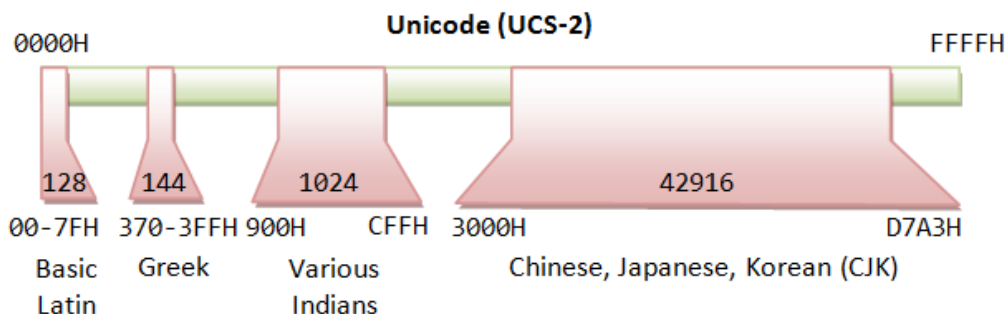 Unicode (UCS-2)
0000H FFFFH
128 144 1024 42916
00-7FH 370-3FFH 900H CFFH 3000H D7A3H
Basic Greek Various Chinese, Japanese, Korean (CJK)
Latin Indians